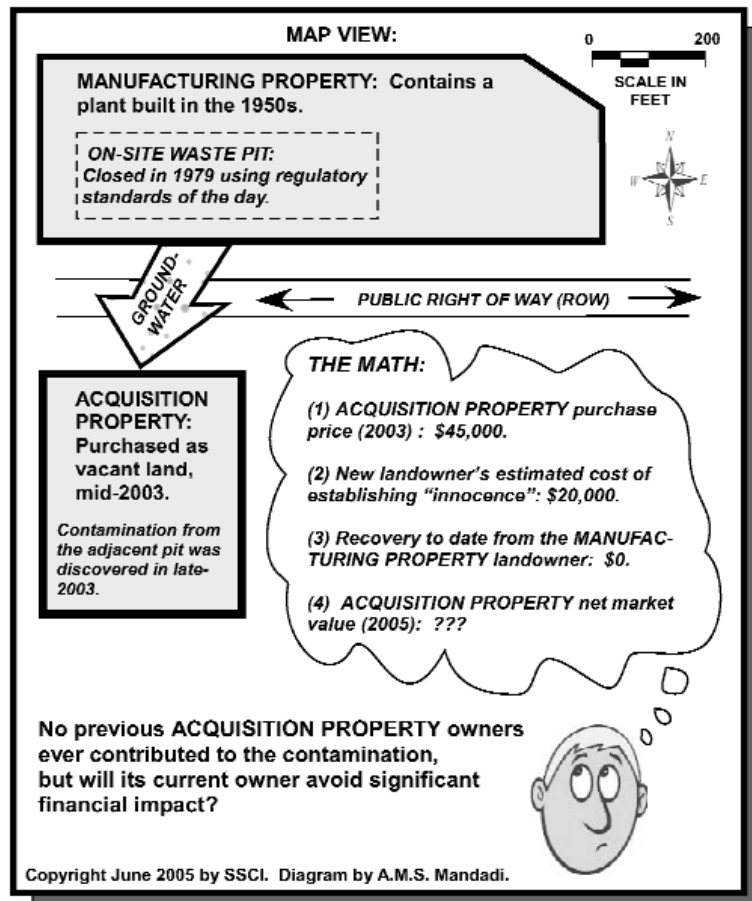 MAP VIEW:
0 200
SCALE IN
FEET
MANUFACTURING PROPERTY: Contains a
plant built in the 1950s.
ON-SITE WASTE PIT:
Closed in 1979 using regulatory
standards of the day.
N
W E
S
GROUND-
WATER
PUBLIC RIGHT OF WAY (ROW)
ACQUISITION
PROPERTY:
Purchased as
vacant land,
mid-2003.
Contamination from
the adjacent pit was
discovered in late-
2003.
THE MATH:
(1) ACQUISITION PROPERTY purchase
price (2003) : $45,000.
(2) New landowner's estimated cost of
establishing "innocence": $20,000.
(3) Recovery to date from the MANUFAC-
TURING PROPERTY landowner: $0.
(4) ACQUISITION PROPERTY net market
value (2005): ???
No previous ACQUISITION PROPERTY owners
ever contributed to the contamination,
but will its current owner avoid significant
financial impact?
Copyright June 2005 by SSCI. Diagram by A.M.S. Mandadi.